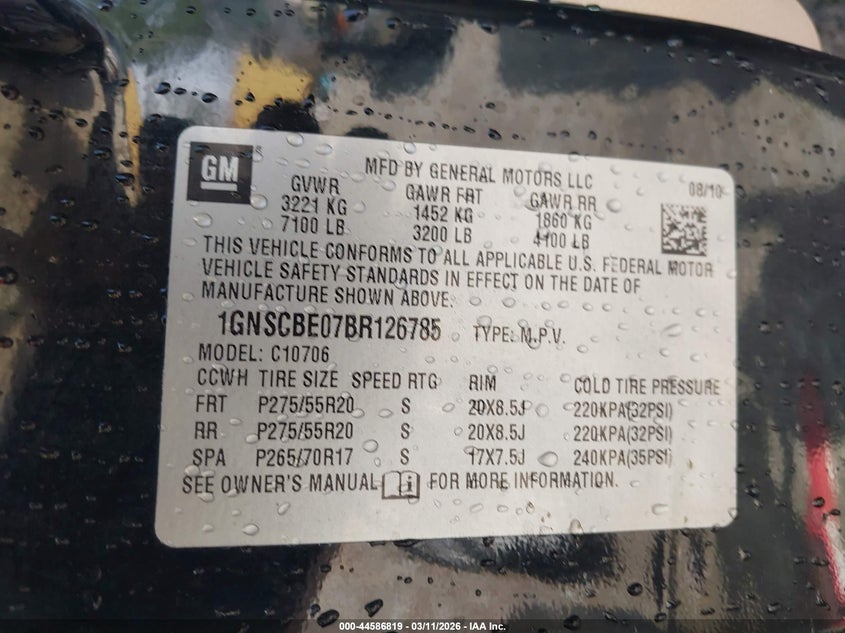 GM
MFD BY GENERAL MOTORS LLC
08/10
GVWR GAWR FRT GAWR RR
3221 KG 1452 KG 1860 KG
7100 LB 3200 LB 4100 LB
THIS VEHICLE CONFORMS TO ALL APPLICABLE U.S. FEDERAL MOTOR
VEHICLE SAFETY STANDARDS IN EFFECT ON THE DATE OF
MANUFACTURE SHOWN ABOVE.
1GNSCBE07BR126785 TYPE: M.P.V.
MODEL: C10706
CCWH TIRE SIZE SPEED RTG RIM COLD TIRE PRESSURE
FRT P275/55R20 S 20X8.5J 220KPA(32PSI)
RR P275/55R20 S 20X8.5J 220KPA(32PSI)
SPA P265/70R17 S 17X7.5J 240KPA(35PSI)
SEE OWNER'S MANUAL FOR MORE INFORMATION.
000-44586819 - 03/11/2026 - IAA Inc.